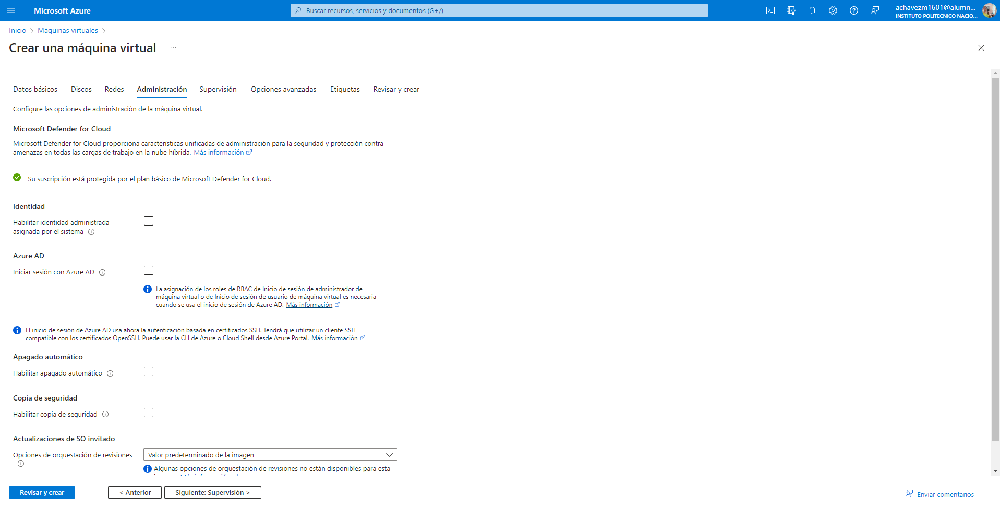 Microsoft Azure
Buscar recursos, servicios y documentos (G+/)
achavezm1601@alumn...
INSTITUTO POLITECNICO NACIO...
Inicio > Máquinas virtuales >
Crear una máquina virtual ...
Datos básicos Discos Redes Administración Supervisión Opciones avanzadas Etiquetas Revisar y crear
Configure las opciones de administración de la máquina virtual.
Microsoft Defender for Cloud
Microsoft Defender for Cloud proporciona características unificadas de administración para la seguridad y protección contra
amenazas en todas las cargas de trabajo en la nube híbrida. Más información
Su suscripción está protegida por el plan básico de Microsoft Defender for Cloud.
Identidad
Habilitar identidad administrada
asignada por el sistema
Azure AD
Iniciar sesión con Azure AD
La asignación de los roles de RBAC de Inicio de sesión de administrador de
máquina virtual o de Inicio de sesión de usuario de máquina virtual es necesaria
cuando se usa el inicio de sesión de Azure AD. Más información
El inicio de sesión de Azure AD usa ahora la autenticación basada en certificados SSH. Tendrá que utilizar un cliente SSH
compatible con los certificados OpenSSH. Puede usar la CLI de Azure o Cloud Shell desde Azure Portal. Más información
Apagado automático
Habilitar apagado automático
Copia de seguridad
Habilitar copia de seguridad
Actualizaciones de SO invitado
Opciones de orquestación de revisiones
Valor predeterminado de la imagen
Algunas opciones de orquestación de revisiones no están disponibles para esta
Revisar y crear
< Anterior
Siguiente: Supervisión >
Enviar comentarios